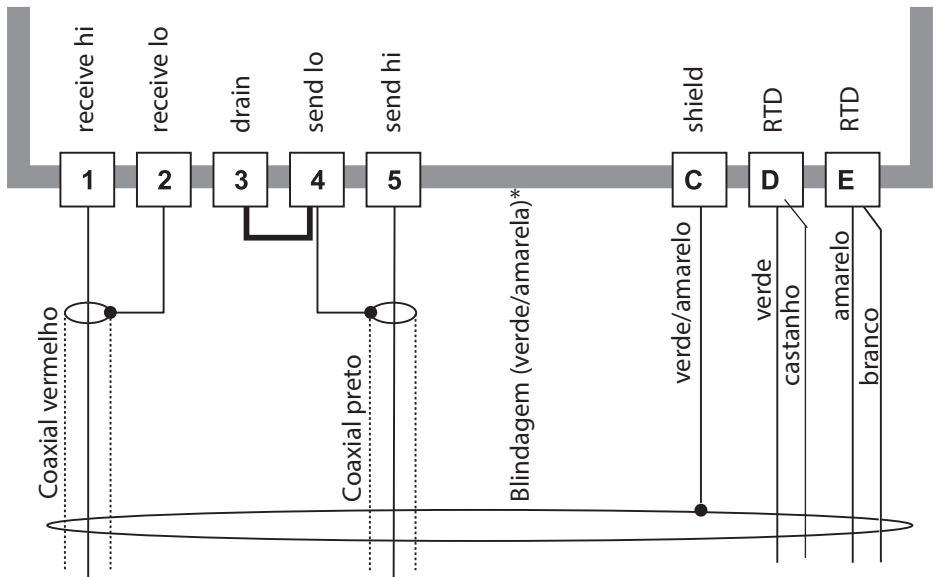 receive hi
receive lo
drain
send lo
send hi
shield
RTD
RTD
1
2
3
4
5
C
D
E
Coaxial vermelho
Coaxial preto
Blindagem (verde/amarela)*
verde/amarelo
verde
castanho
amarelo
branco